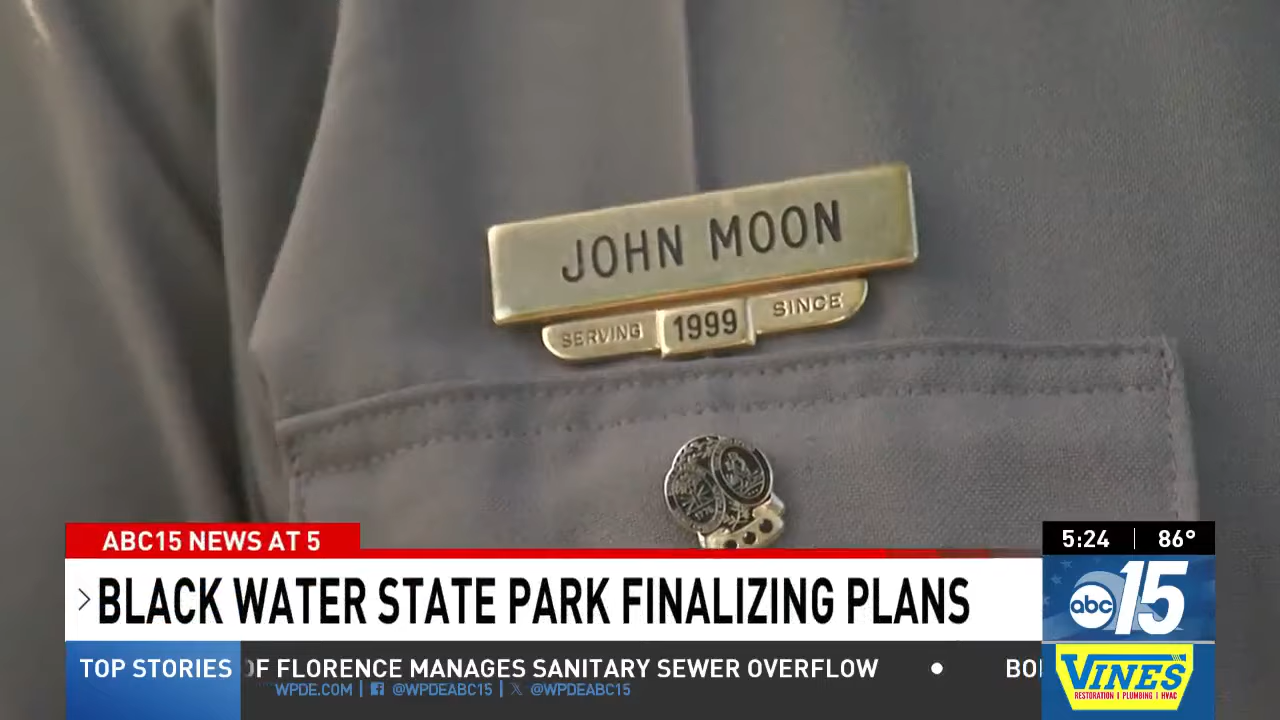 JOHN MOON
SERVING 1999 SINCE
ABC15 NEWS AT 5
BLACK WATER STATE PARK FINALIZING PLANS
5:24 86°
abc 15
TOP STORIES OF FLORENCE MANAGES SANITARY SEWER OVERFLOW • BO
WPDE.COM | @WPDEABC15 | @WPDEABC15
VINES
RESTORATION | PLUMBING | HVAC